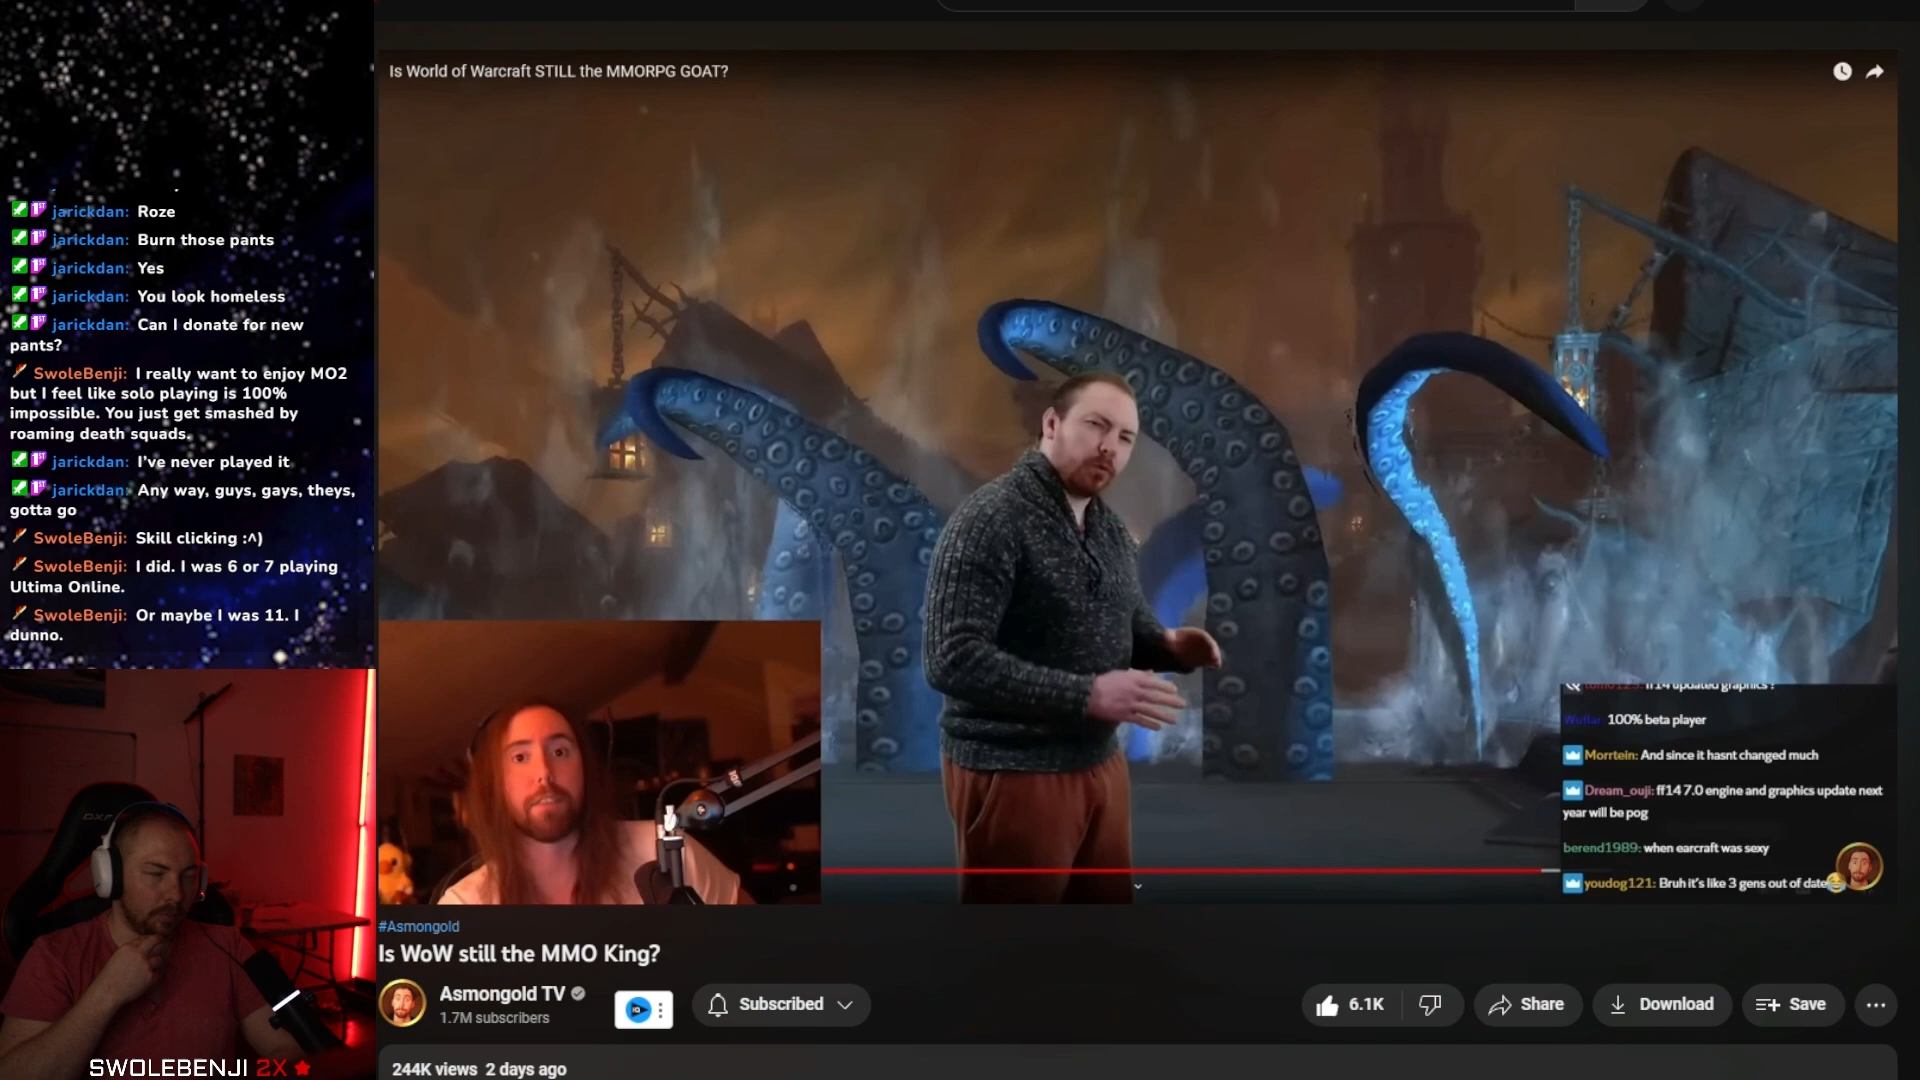 jarickdan: Roze
jarickdan: Burn those pants
jarickdan: Yes
jarickdan: You look homeless
jarickdan: Can I donate for new
pants?
SwoleBenji: I really want to enjoy MO2
but I feel like solo playing is 100%
impossible. You just get smashed by
roaming death squads.
jarickdan: I've never played it
jarickdan: Any way, guys, gays, theys,
gotta go
SwoleBenji: Skill clicking :^)
SwoleBenji: I did. I was 6 or 7 playing
Ultima Online.
SwoleBenji: Or maybe I was 11. I
dunno.
SWOLEBENJI 2X
Is World of Warcraft STILL the MMORPG GOAT?
ff14 updated graphics ?
100% beta player
Morrtein: And since it hasnt changed much
Dream_ouji: ff14 7.0 engine and graphics update next
year will be pog
berend1989: when earcraft was sexy
youdog121: Bruh it's like 3 gens out of date
#Asmongold
Is WoW still the MMO King?
Asmongold TV
1.7M subscribers
Subscribed
6.1K
Share
Download
Save
244K views 2 days ago